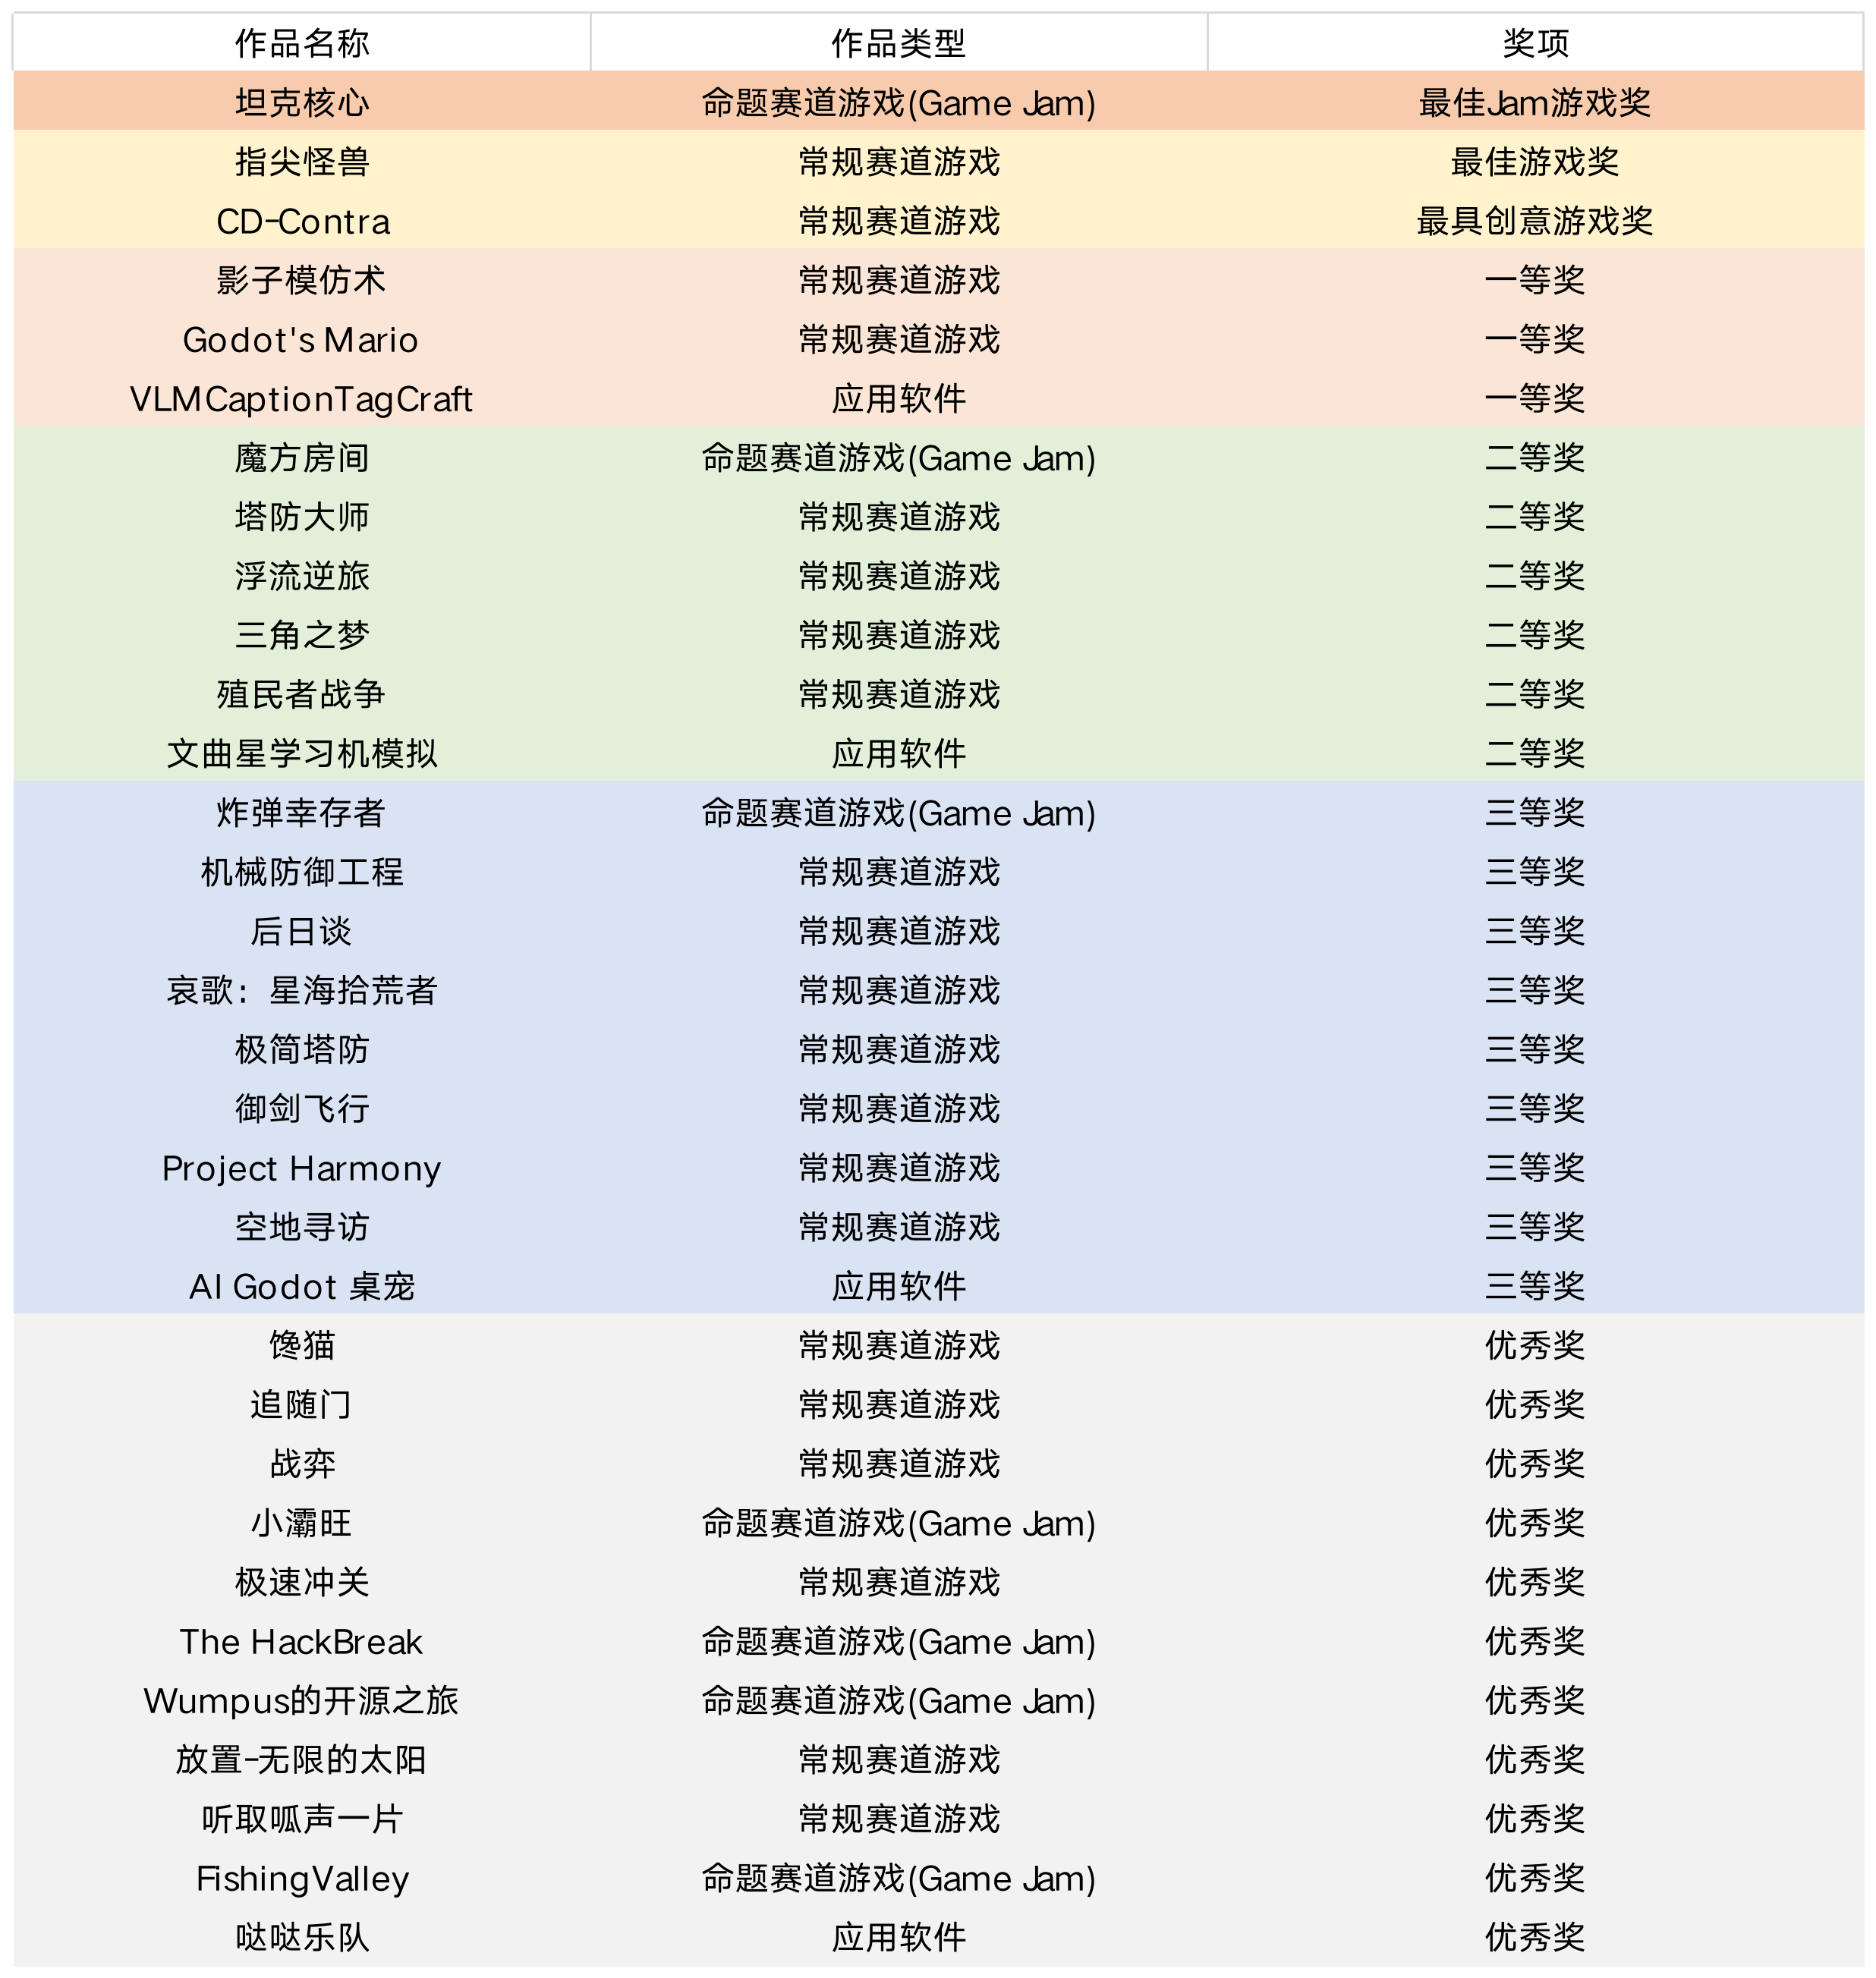 作品名称 作品类型 奖项
坦克核心 命题赛道游戏(Game Jam) 最佳Jam游戏奖
指尖怪兽 常规赛道游戏 最佳游戏奖
CD-Contra 常规赛道游戏 最具创意游戏奖
影子模仿术 常规赛道游戏 一等奖
Godot's Mario 常规赛道游戏 一等奖
VLMCaptionTagCraft 应用软件 一等奖
魔方房间 命题赛道游戏(Game Jam) 二等奖
塔防大师 常规赛道游戏 二等奖
浮流逆旅 常规赛道游戏 二等奖
三角之梦 常规赛道游戏 二等奖
殖民者战争 常规赛道游戏 二等奖
文曲星学习机模拟 应用软件 二等奖
炸弹幸存者 命题赛道游戏(Game Jam) 三等奖
机械防御工程 常规赛道游戏 三等奖
后日谈 常规赛道游戏 三等奖
哀歌：星海拾荒者 常规赛道游戏 三等奖
极简塔防 常规赛道游戏 三等奖
御剑飞行 常规赛道游戏 三等奖
Project Harmony 常规赛道游戏 三等奖
空地寻访 常规赛道游戏 三等奖
AI Godot 桌宠 应用软件 三等奖
馋猫 常规赛道游戏 优秀奖
追随门 常规赛道游戏 优秀奖
战弈 常规赛道游戏 优秀奖
小灞旺 命题赛道游戏(Game Jam) 优秀奖
极速冲关 常规赛道游戏 优秀奖
The HackBreak 命题赛道游戏(Game Jam) 优秀奖
Wumpus的开源之旅 命题赛道游戏(Game Jam) 优秀奖
放置-无限的太阳 常规赛道游戏 优秀奖
听取呱声一片 常规赛道游戏 优秀奖
FishingValley 命题赛道游戏(Game Jam) 优秀奖
哒哒乐队 应用软件 优秀奖